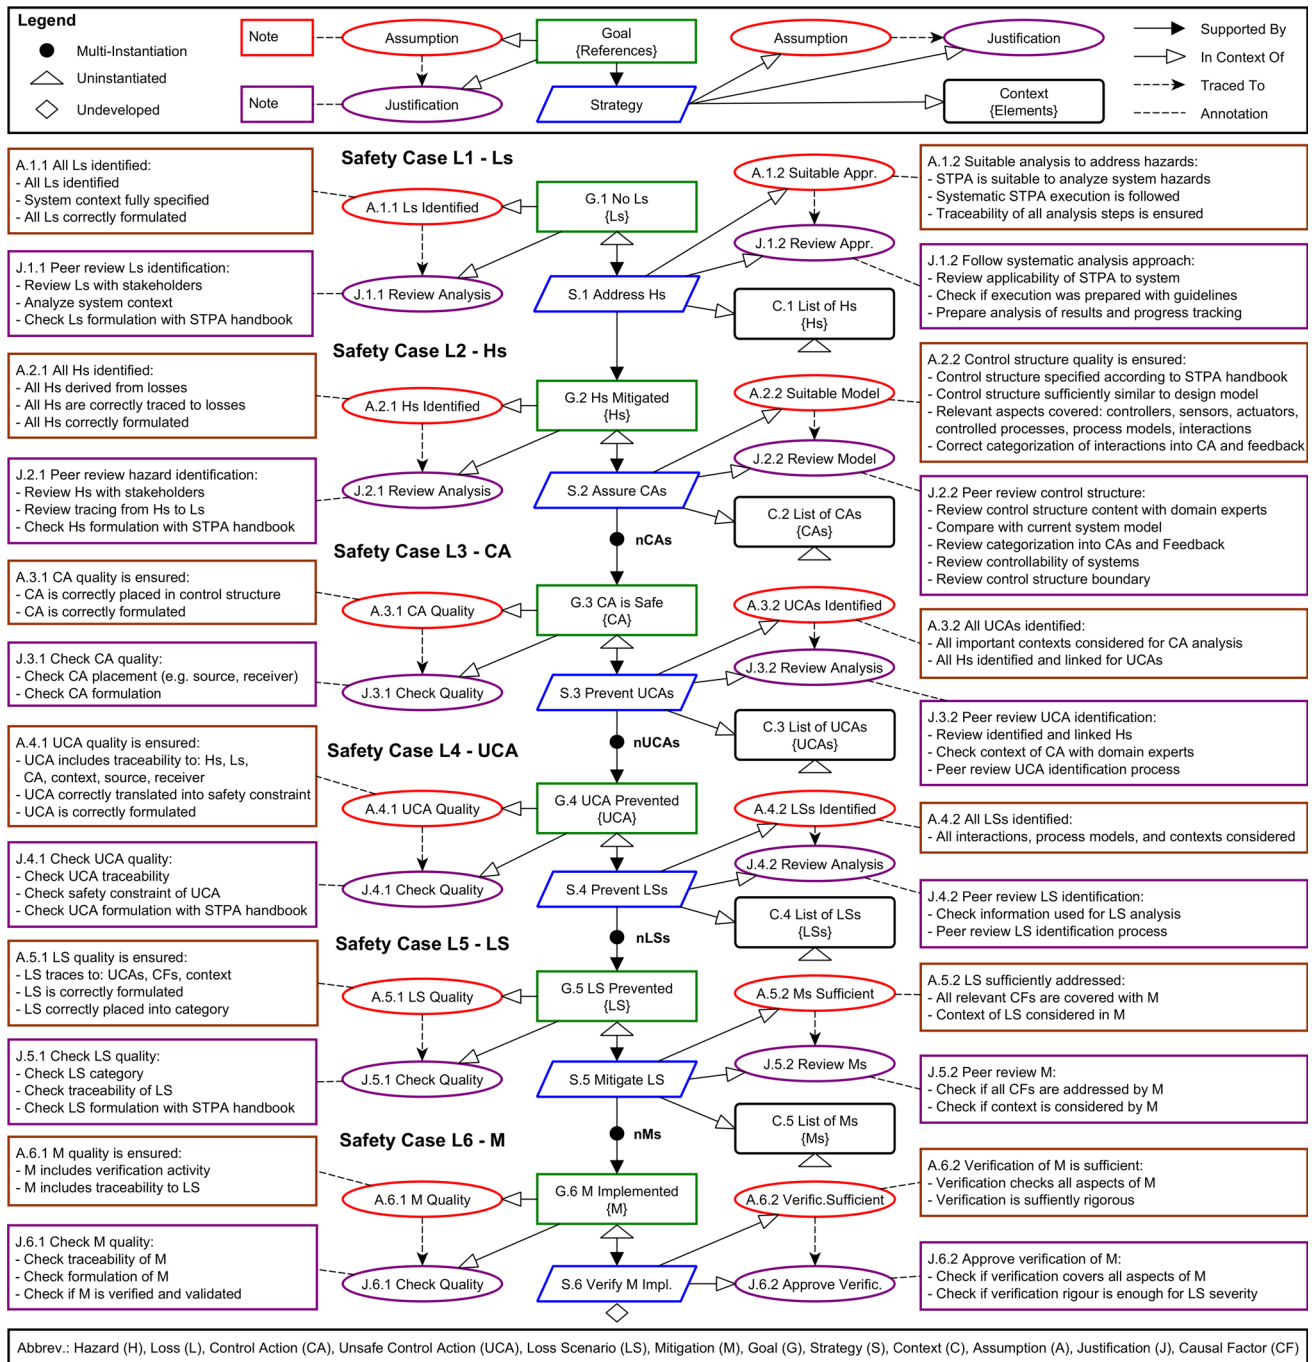 Legend
Multi-Instantiation
Uninstantiated
Undeveloped
Note
Assumption
Goal
{References}
Assumption
Justification
Note
Justification
Strategy
Context
{Elements}
Supported By
In Context Of
Traced To
Annotation
Safety Case L1 - Ls
A.1.1 All Ls identified:
- All Ls identified
- System context fully specified
- All Ls correctly formulated
J.1.1 Peer review Ls identification:
- Review Ls with stakeholders
- Analyze system context
- Check Ls formulation with STPA handbook
A.1.1 Ls Identified
J.1.1 Review Analysis
G.1 No Ls
{Ls}
S.1 Address Hs
A.1.2 Suitable Appr.
J.1.2 Review Appr.
C.1 List of Hs
{Hs}
A.1.2 Suitable analysis to address hazards:
- STPA is suitable to analyze system hazards
- Systematic STPA execution is followed
- Traceability of all analysis steps is ensured
J.1.2 Follow systematic analysis approach:
- Review applicability of STPA to system
- Check if execution was prepared with guidelines
- Prepare analysis of results and progress tracking
Safety Case L2 - Hs
A.2.1 All Hs identified:
- All Hs derived from losses
- All Hs are correctly traced to losses
- All Hs correctly formulated
J.2.1 Peer review hazard identification:
- Review Hs with stakeholders
- Review tracing from Hs to Ls
- Check Hs formulation with STPA handbook
A.2.1 Hs Identified
J.2.1 Review Analysis
G.2 Hs Mitigated
{Hs}
S.2 Assure CAs
nCAs
A.2.2 Suitable Model
J.2.2 Review Model
C.2 List of CAs
{CAs}
A.2.2 Control structure quality is ensured:
- Control structure specified according to STPA handbook
- Control structure sufficiently similar to design model
- Relevant aspects covered: controllers, sensors, actuators,
controlled processes, process models, interactions
- Correct categorization of interactions into CA and feedback
J.2.2 Peer review control structure:
- Review control structure content with domain experts
- Compare with current system model
- Review categorization into CAs and Feedback
- Review controllability of systems
- Review control structure boundary
Safety Case L3 - CA
A.3.1 CA quality is ensured:
- CA is correctly placed in control structure
- CA is correctly formulated
J.3.1 Check CA quality:
- Check CA placement (e.g. source, receiver)
- Check CA formulation
A.3.1 CA Quality
J.3.1 Check Quality
G.3 CA is Safe
{CA}
S.3 Prevent UCAs
nUCAs
A.3.2 UCAs Identified
J.3.2 Review Analysis
C.3 List of UCAs
{UCAs}
A.3.2 All UCAs identified:
- All important contexts considered for CA analysis
- All Hs identified and linked for UCAs
J.3.2 Peer review UCA identification:
- Review identified and linked Hs
- Check context of CA with domain experts
- Peer review UCA identification process
Safety Case L4 - UCA
A.4.1 UCA quality is ensured:
- UCA includes traceability to: Hs, Ls,
CA, context, source, receiver
- UCA correctly translated into safety constraint
- UCA is correctly formulated
J.4.1 Check UCA quality:
- Check UCA traceability
- Check safety constraint of UCA
- Check UCA formulation with STPA handbook
A.4.1 UCA Quality
J.4.1 Check Quality
G.4 UCA Prevented
{UCA}
S.4 Prevent LSs
nLSs
A.4.2 LSs Identified
J.4.2 Review Analysis
C.4 List of LSs
{LSs}
A.4.2 All LSs identified:
- All interactions, process models, and contexts considered
J.4.2 Peer review LS identification:
- Check information used for LS analysis
- Peer review LS identification process
Safety Case L5 - LS
A.5.1 LS quality is ensured:
- LS traces to: UCAs, CFs, context
- LS is correctly formulated
- LS correctly placed into category
J.5.1 Check LS quality:
- Check LS category
- Check traceability of LS
- Check LS formulation with STPA handbook
A.5.1 LS Quality
J.5.1 Check Quality
G.5 LS Prevented
{LS}
S.5 Mitigate LS
nMs
A.5.2 Ms Sufficient
J.5.2 Review Ms
C.5 List of Ms
{Ms}
A.5.2 LS sufficiently addressed:
- All relevant CFs are covered with M
- Context of LS considered in M
J.5.2 Peer review M:
- Check if all CFs are addressed by M
- Check if context is considered by M
Safety Case L6 - M
A.6.1 M quality is ensured:
- M includes verification activity
- M includes traceability to LS
J.6.1 Check M quality:
- Check traceability of M
- Check formulation of M
- Check if M is verified and validated
A.6.1 M Quality
J.6.1 Check Quality
G.6 M Implemented
{M}
S.6 Verify M Impl.
A.6.2 Verific.Sufficient
J.6.2 Approve Verific.
A.6.2 Verification of M is sufficient:
- Verification checks all aspects of M
- Verification is suffiently rigorous
J.6.2 Approve verification of M:
- Check if verification covers all aspects of M
- Check if verification rigour is enough for LS severity
Abbrev.: Hazard (H), Loss (L), Control Action (CA), Unsafe Control Action (UCA), Loss Scenario (LS), Mitigation (M), Goal (G), Strategy (S), Context (C), Assumption (A), Justification (J), Causal Factor (CF)